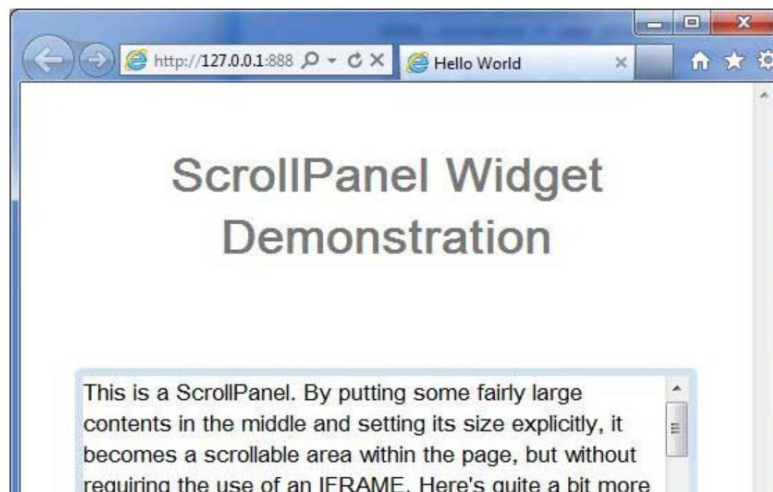 http://127.0.0.1:888
Hello World
ScrollPanel Widget
Demonstration
This is a ScrollPanel. By putting some fairly large
contents in the middle and setting its size explicitly, it
becomes a scrollable area within the page, but without
requiring the use of an IFRAME. Here's quite a bit more